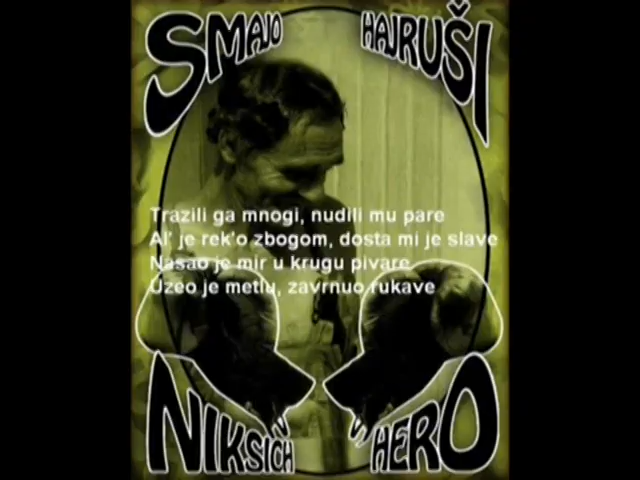 SMAJO HAJRUŠI
Trazili ga mnogi, nudili mu pare
Al' je rek'o zbogom, dosta mi je slave
Nasao je mir u krugu pivare
Uzeo je metlu, zavrnuo rukave
NIKSICH HERO